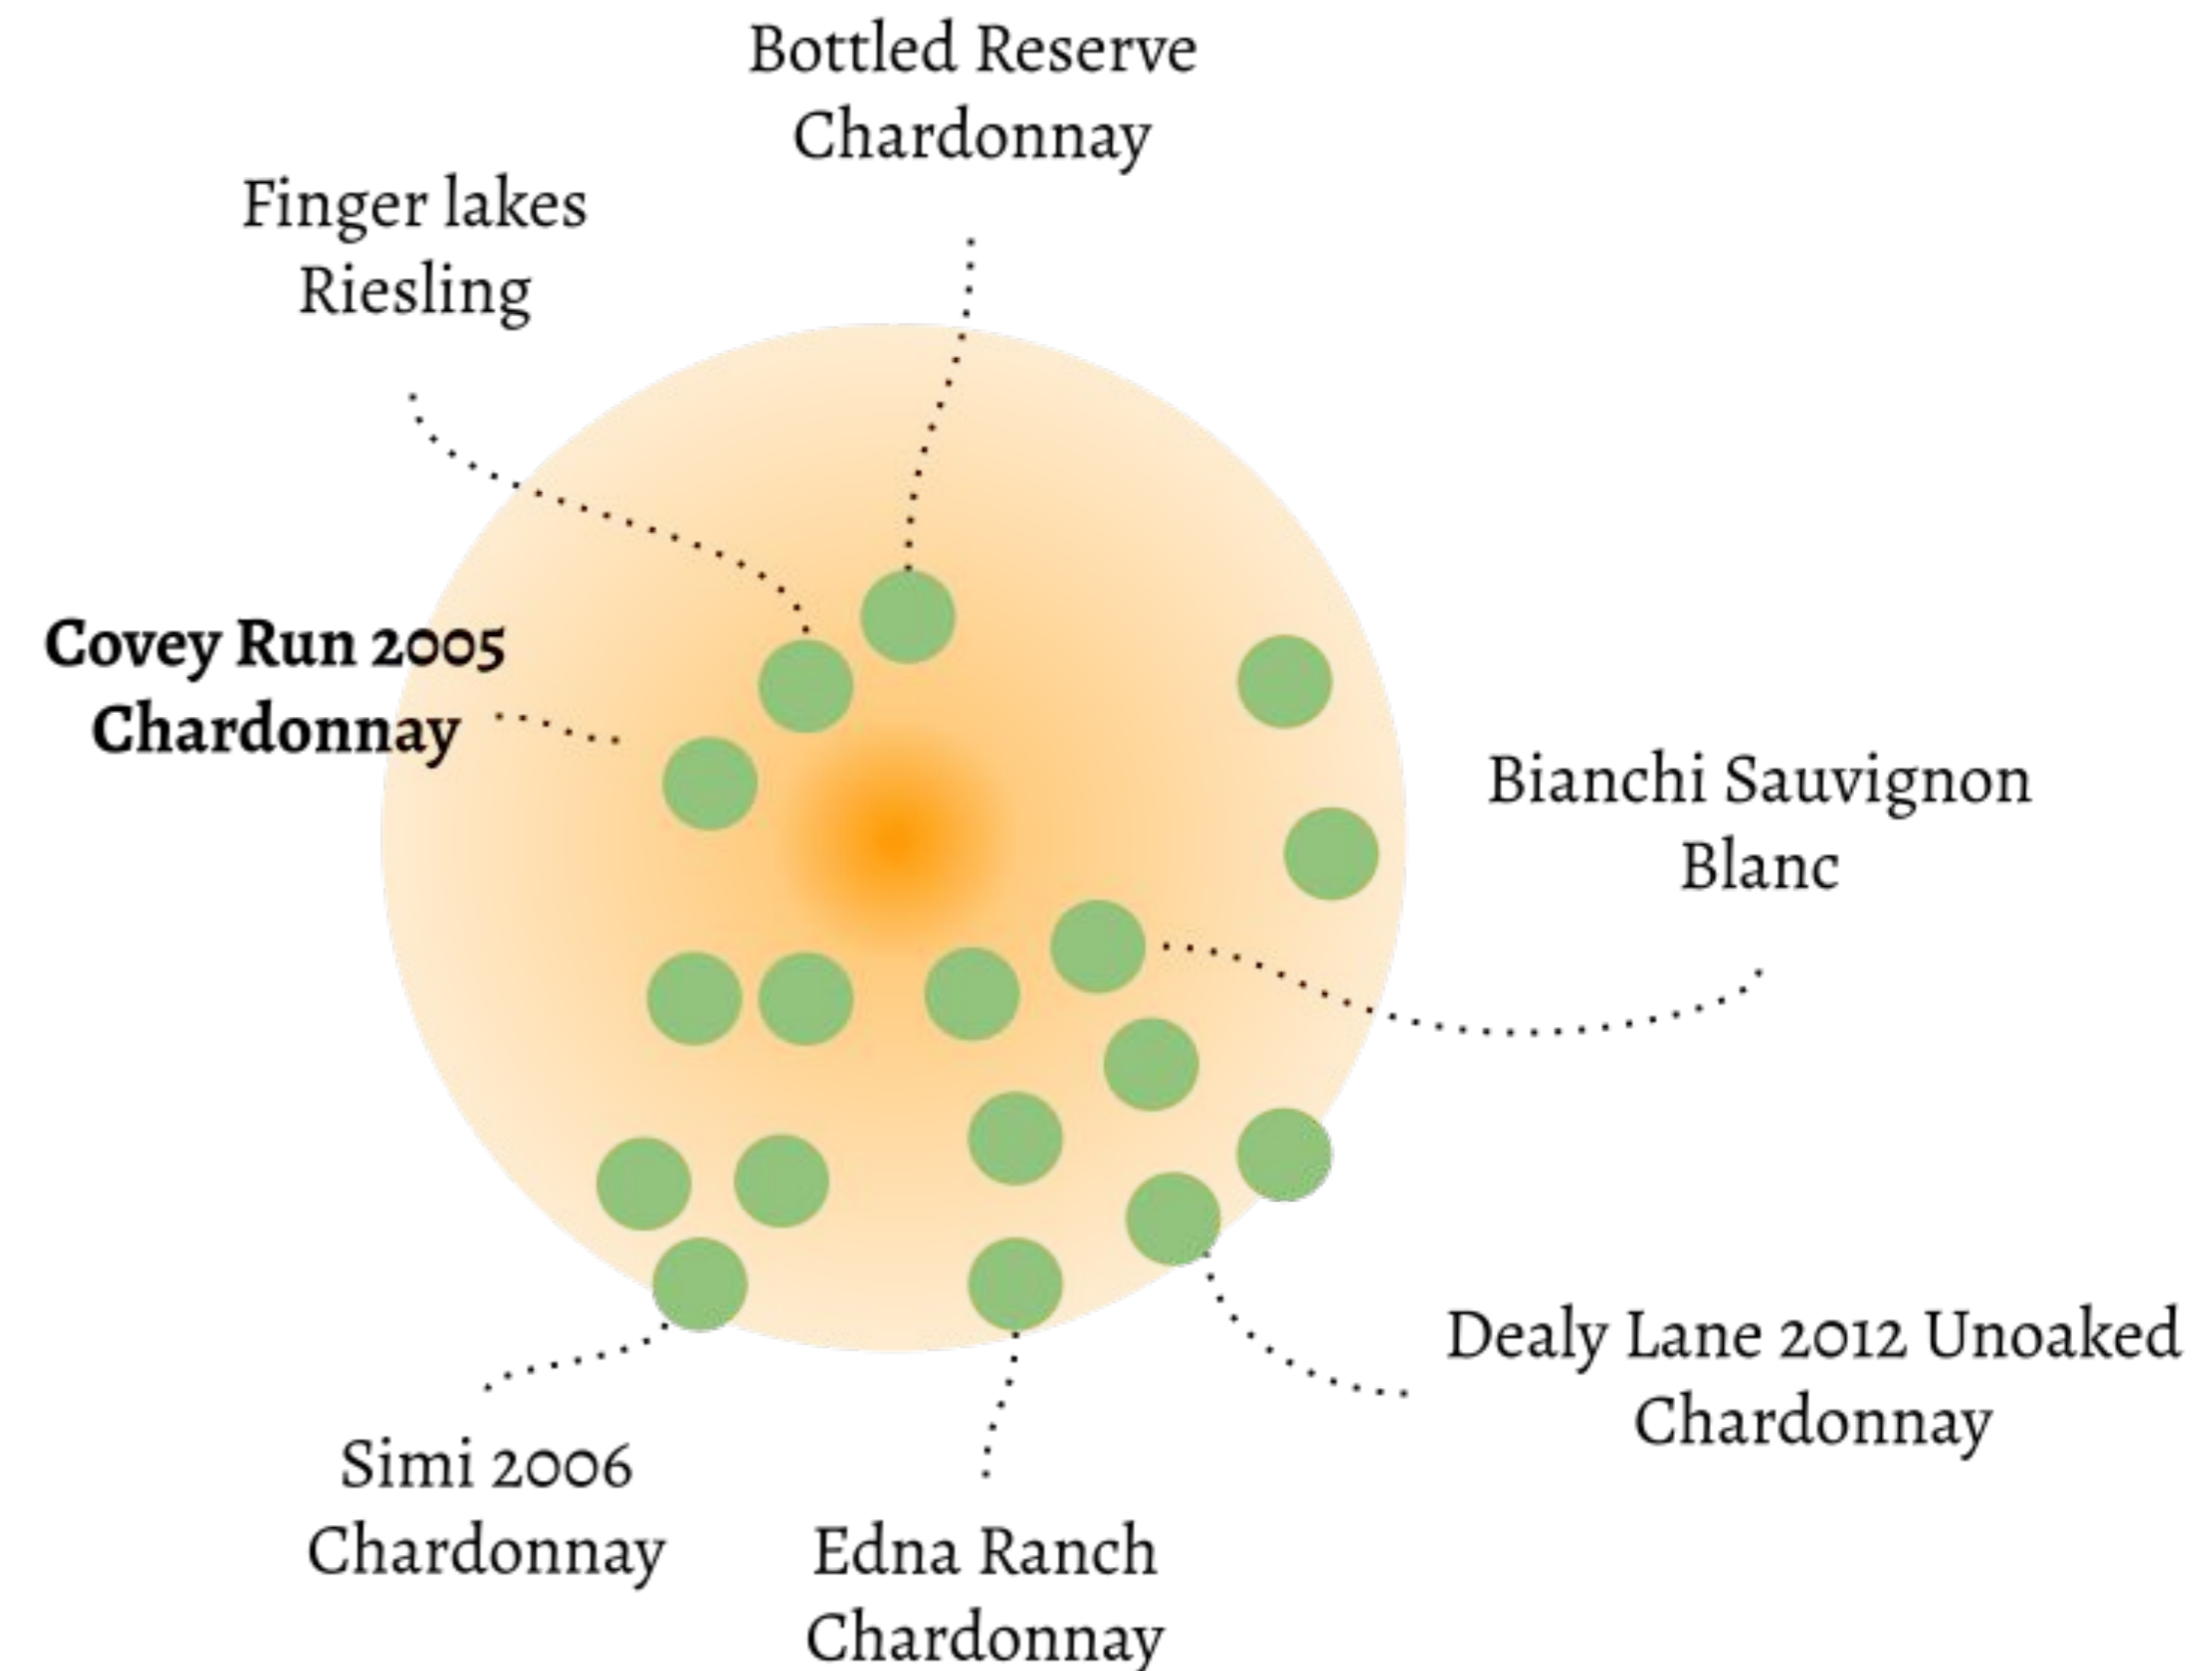 Bottled Reserve
Chardonnay
Finger lakes
Riesling
Covey Run 2005
Chardonnay
Bianchi Sauvignon
Blanc
Dealy Lane 2012 Unoaked
Chardonnay
Simi 2006
Chardonnay
Edna Ranch
Chardonnay